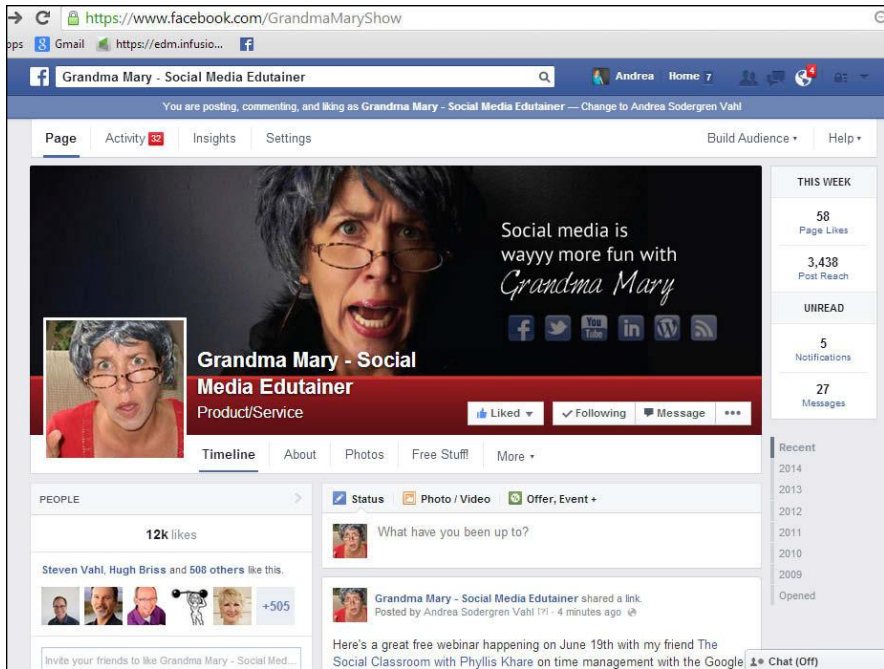 https://www.facebook.com/GrandmaMaryShow
ops Gmail https://edm.infusio...
Grandma Mary - Social Media Edutainer Andrea Home 7 4
You are posting, commenting, and liking as Grandma Mary - Social Media Edutainer — Change to Andrea Sodergren Vahl
Page Activity 32 Insights Settings Build Audience Help
THIS WEEK
58
Page Likes
3,438
Post Reach
UNREAD
5
Notifications
27
Messages
Social media is
wayyy more fun with
Grandma Mary
You Tube in
Grandma Mary - Social
Media Edutainer
Product/Service
Liked Following Message •••
Timeline About Photos Free Stuff! More
Recent
2014
2013
2012
2011
2010
2009
Opened
PEOPLE
12k likes
Steven Vahl, Hugh Briss and 508 others like this.
+505
Invite your friends to like Grandma Mary - Social Med...
Status Photo / Video Offer, Event +
What have you been up to?
Grandma Mary - Social Media Edutainer shared a link.
Posted by Andrea Sodergren Vahl [?] · 4 minutes ago
Here's a great free webinar happening on June 19th with my friend The
Social Classroom with Phyllis Khare on time management with the Google
Chat (Off)